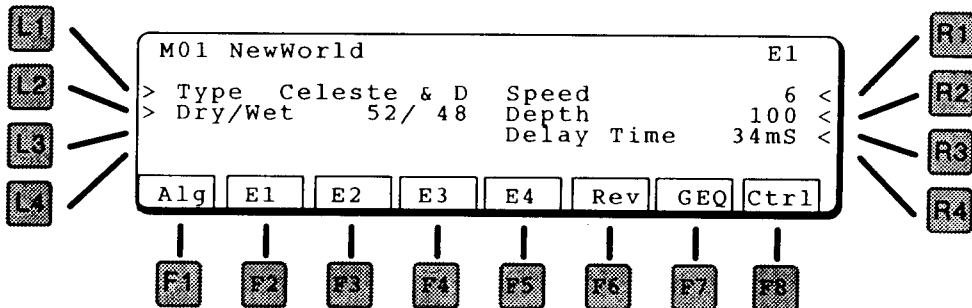 L1
L2
L3
L4
M01 NewWorld E1
> Type Celeste & D Speed 6 <
> Dry/Wet 52/ 48 Depth 100 <
Delay Time 34mS <
Alg E1 E2 E3 E4 Rev GEQ Ctrl
R1
R2
R3
R4
F1 F2 F3 F4 F5 F6 F7 F8